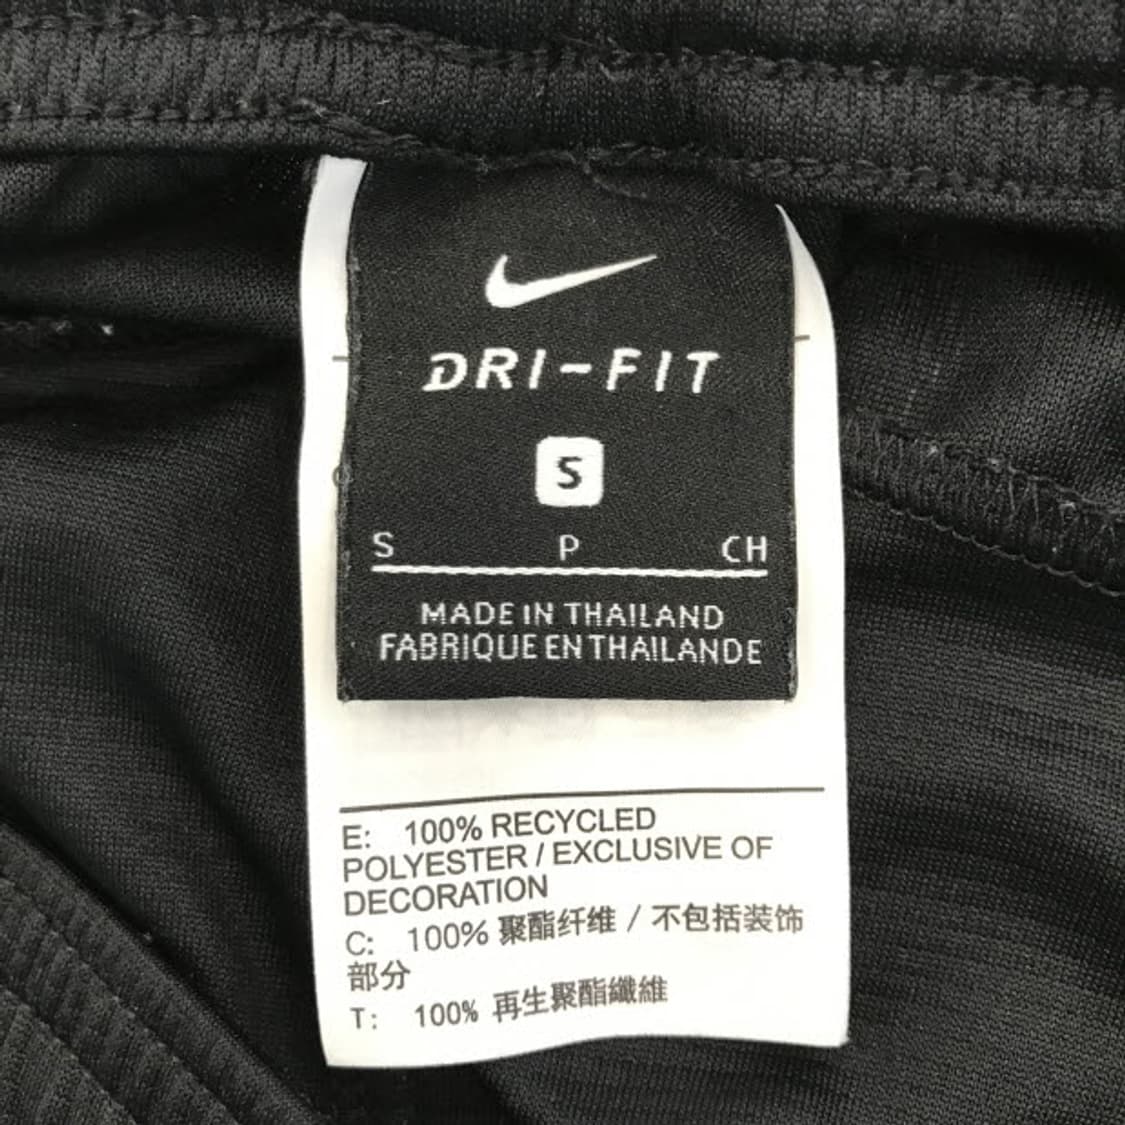 DRI-FIT
S
S P CH
MADE IN THAILAND
FABRIQUE EN THAILANDE
E: 100% RECYCLED
POLYESTER / EXCLUSIVE OF
DECORATION
C: 100% 聚酯纤维 / 不包括装饰
部分
T: 100% 再生聚酯纖維